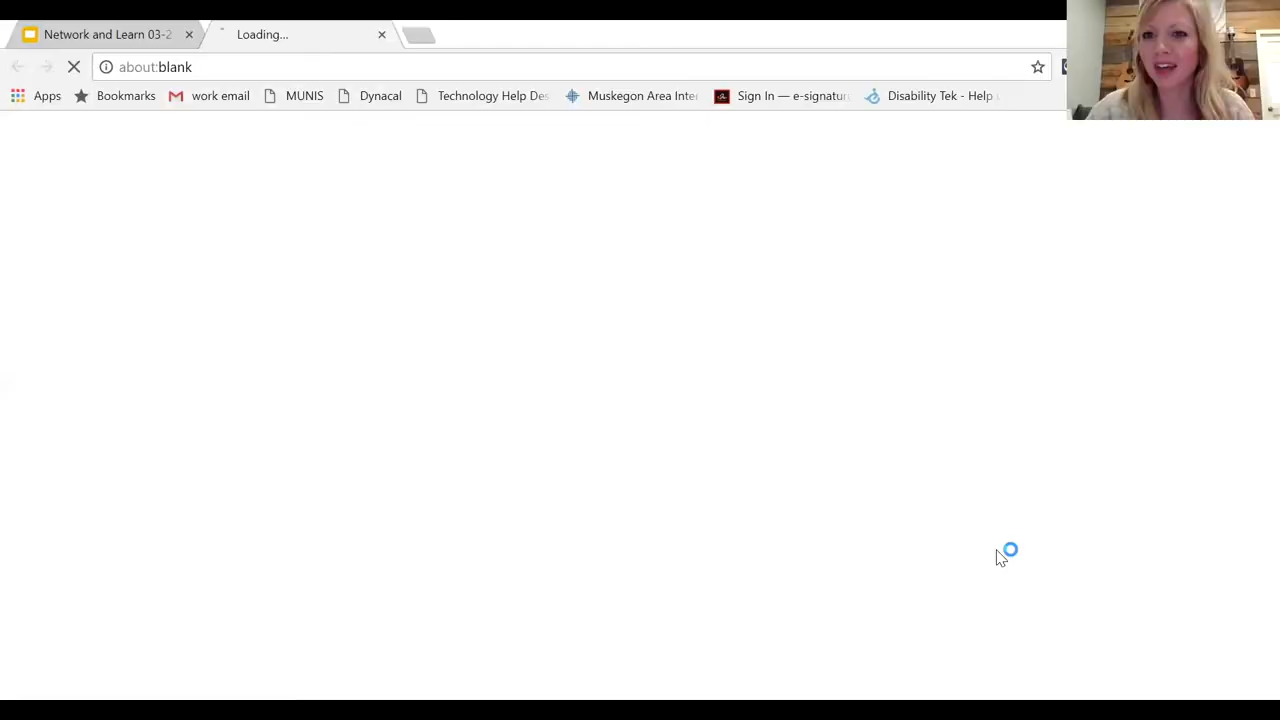 Network and Learn 03-2
Loading...
about:blank
Apps Bookmarks work email MUNIS Dynacal Technology Help Des Muskegon Area Inte Sign In — e-signatur Disability Tek - Help